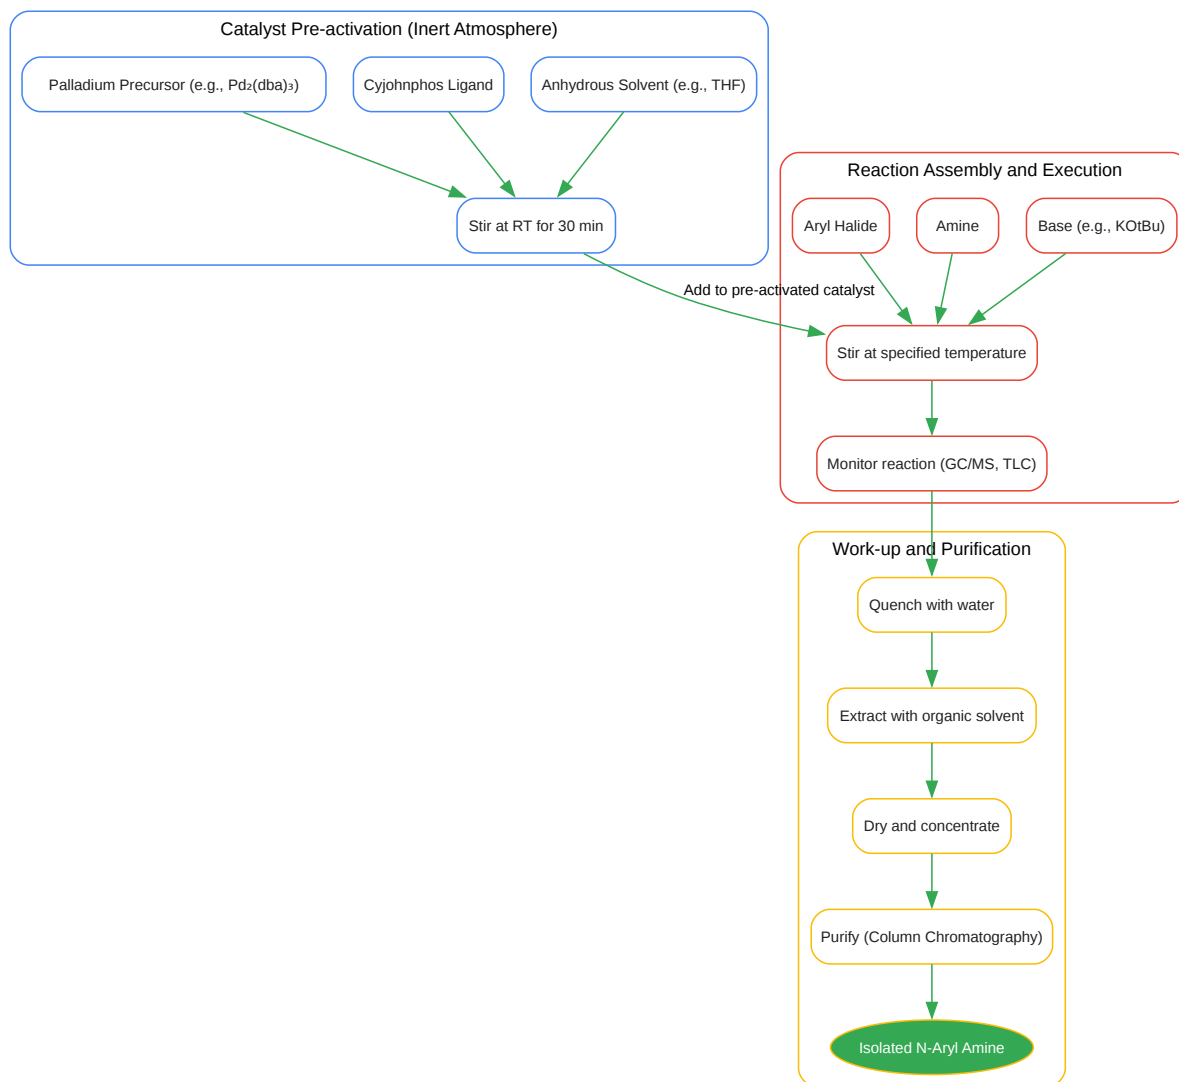 Catalyst Pre-activation (Inert Atmosphere)
Palladium Precursor (e.g., Pd₂(dba)₃)
Cyjohnphos Ligand
Anhydrous Solvent (e.g., THF)
Stir at RT for 30 min
Reaction Assembly and Execution
Aryl Halide
Amine
Base (e.g., KOtBu)
Add to pre-activated catalyst
Stir at specified temperature
Monitor reaction (GC/MS, TLC)
Work-up and Purification
Quench with water
Extract with organic solvent
Dry and concentrate
Purify (Column Chromatography)
Isolated N-Aryl Amine